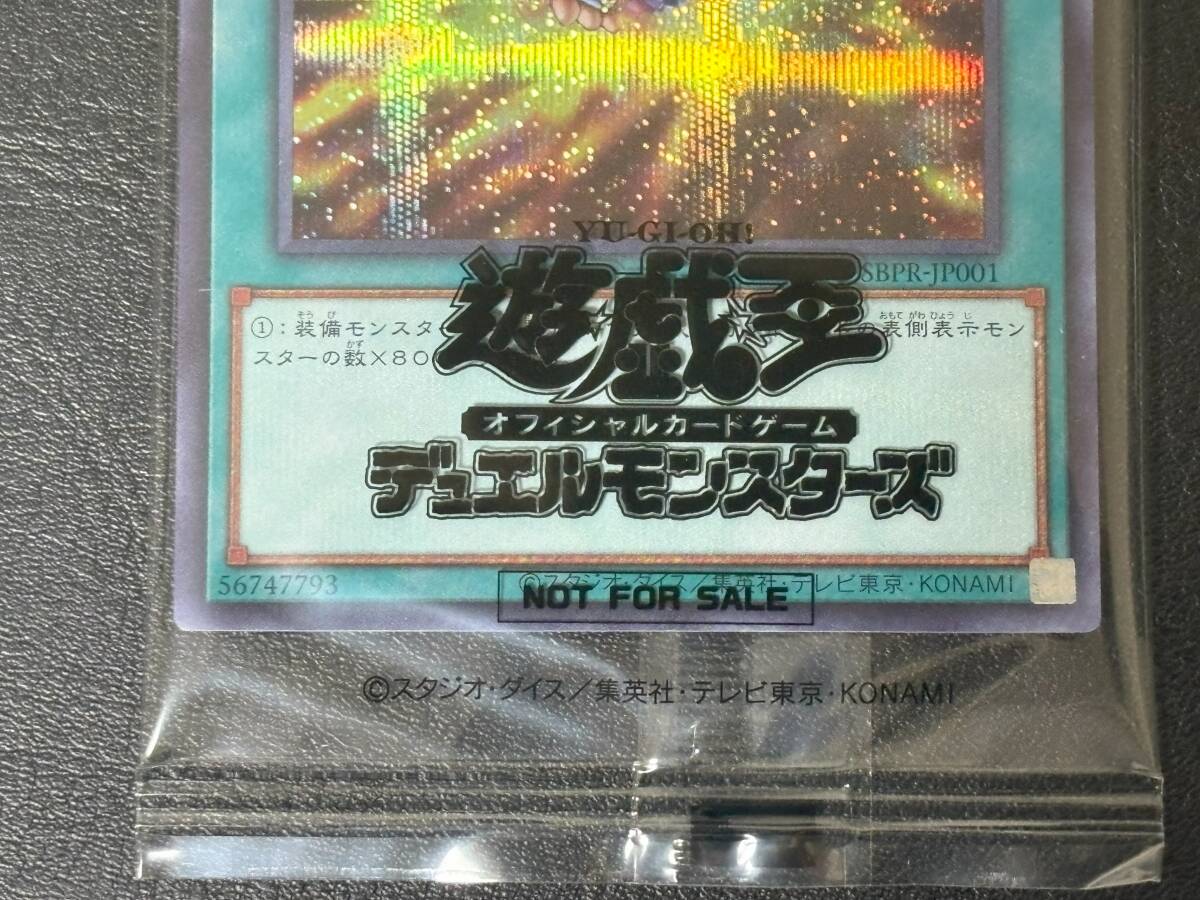 YU-GI-OH!
遊戯王
SBPR-JP001
①:装備モンスタ の表側表示モン
スターの数×80
オフィシャルカードゲーム
デュエルモンスターズ
56747793
©スタジオ・ダイス/集英社・テレビ東京・KONAMI
NOT FOR SALE
©スタジオ・ダイス/集英社・テレビ東京・KONAMI